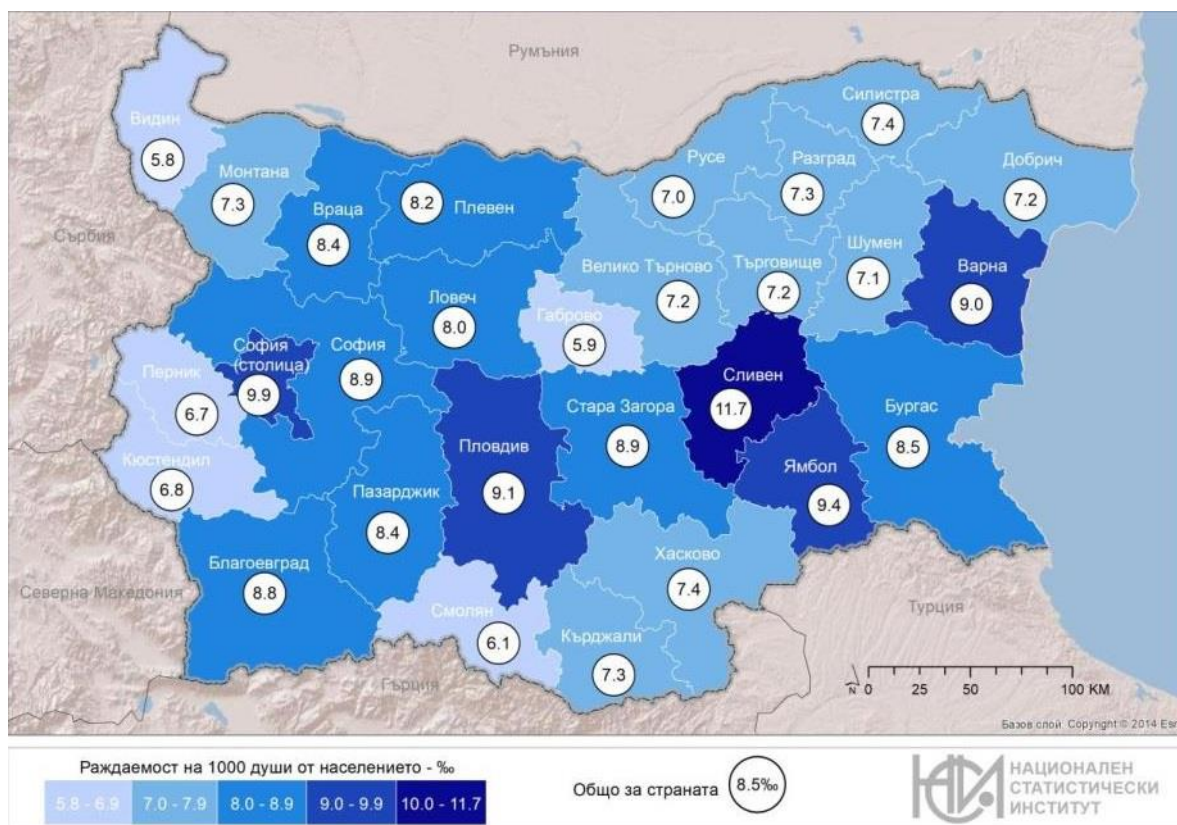 Румъния
Силистра
7.4
Видин
5.8
Монтана
7.3
Враца
8.4
8.2
Плевен
Русе
7.0
Разград
7.3
Добрич
7.2
Сърбия
Ловеч
8.0
Велико Търново
7.2
Търговище
7.2
Шумен
7.1
Варна
9.0
Габрово
5.9
София
(столица)
9.9
София
8.9
Перник
6.7
Сливен
11.7
Стара Загора
8.9
Бургас
8.5
Пловдив
9.1
Кюстендил
6.8
Ямбол
9.4
Пазарджик
8.4
Благоевград
8.8
Хасково
7.4
Северна Македония
Турция
Смолян
6.1
Кърджали
7.3
Гърция
N 0 25 50 100 KM
Базов слой: Copyright © 2014 Esri
Раждаемост на 1000 души от населението - ‰
5.8 - 6.9 7.0 - 7.9 8.0 - 8.9 9.0 - 9.9 10.0 - 11.7
Общо за страната 8.5‰
НСИ
НАЦИОНАЛЕН
СТАТИСТИЧЕСКИ
ИНСТИТУТ